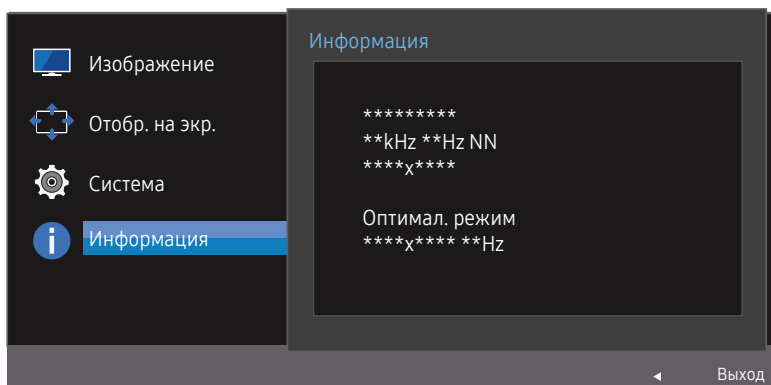 Изображение
Отобр. на экр.
Система
Информация
Информация
*********
**kHz **Hz NN
****x****
Оптимал. режим
****x**** **Hz
Выход